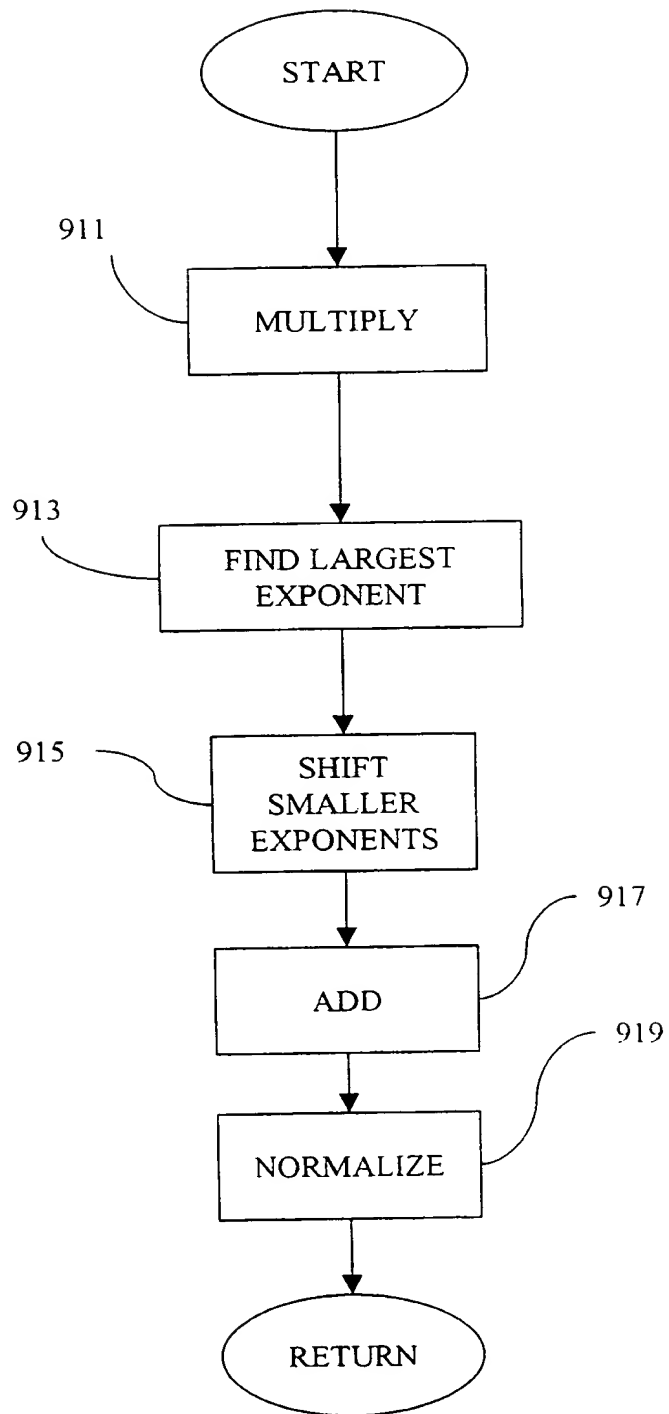 START
911
MULTIPLY
913
FIND LARGEST
EXPONENT
915
SHIFT
SMALLER
EXPONENTS
917
ADD
919
NORMALIZE
RETURN